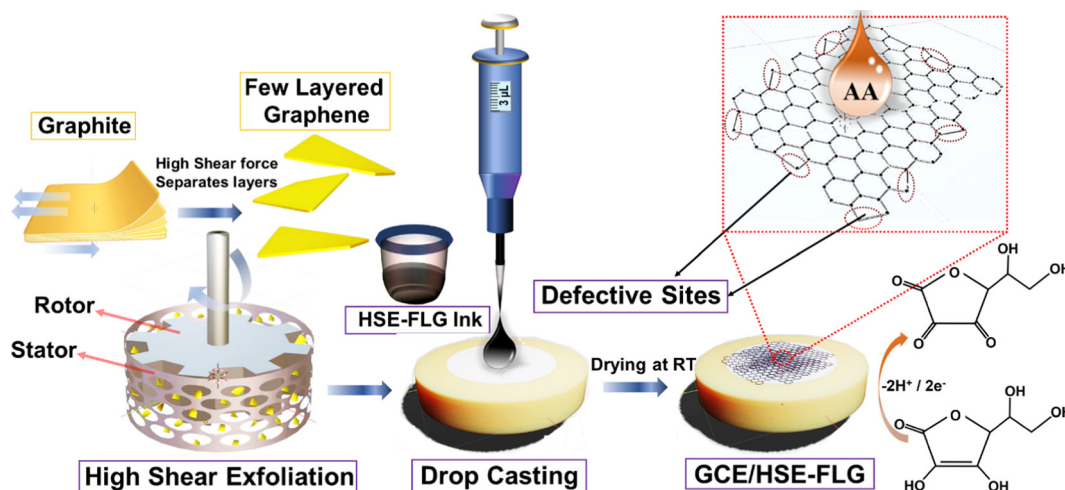 Graphite
Few Layered
Graphene
High Shear force
Separates layers
3 µL
AA
HSE-FLG Ink
Defective Sites
Rotor
Stator
Drying at RT
High Shear Exfoliation
Drop Casting
GCE/HSE-FLG
OH
O
OH
O
O
O
-2H⁺ / 2e⁻
OH
O
OH
O
HO
OH